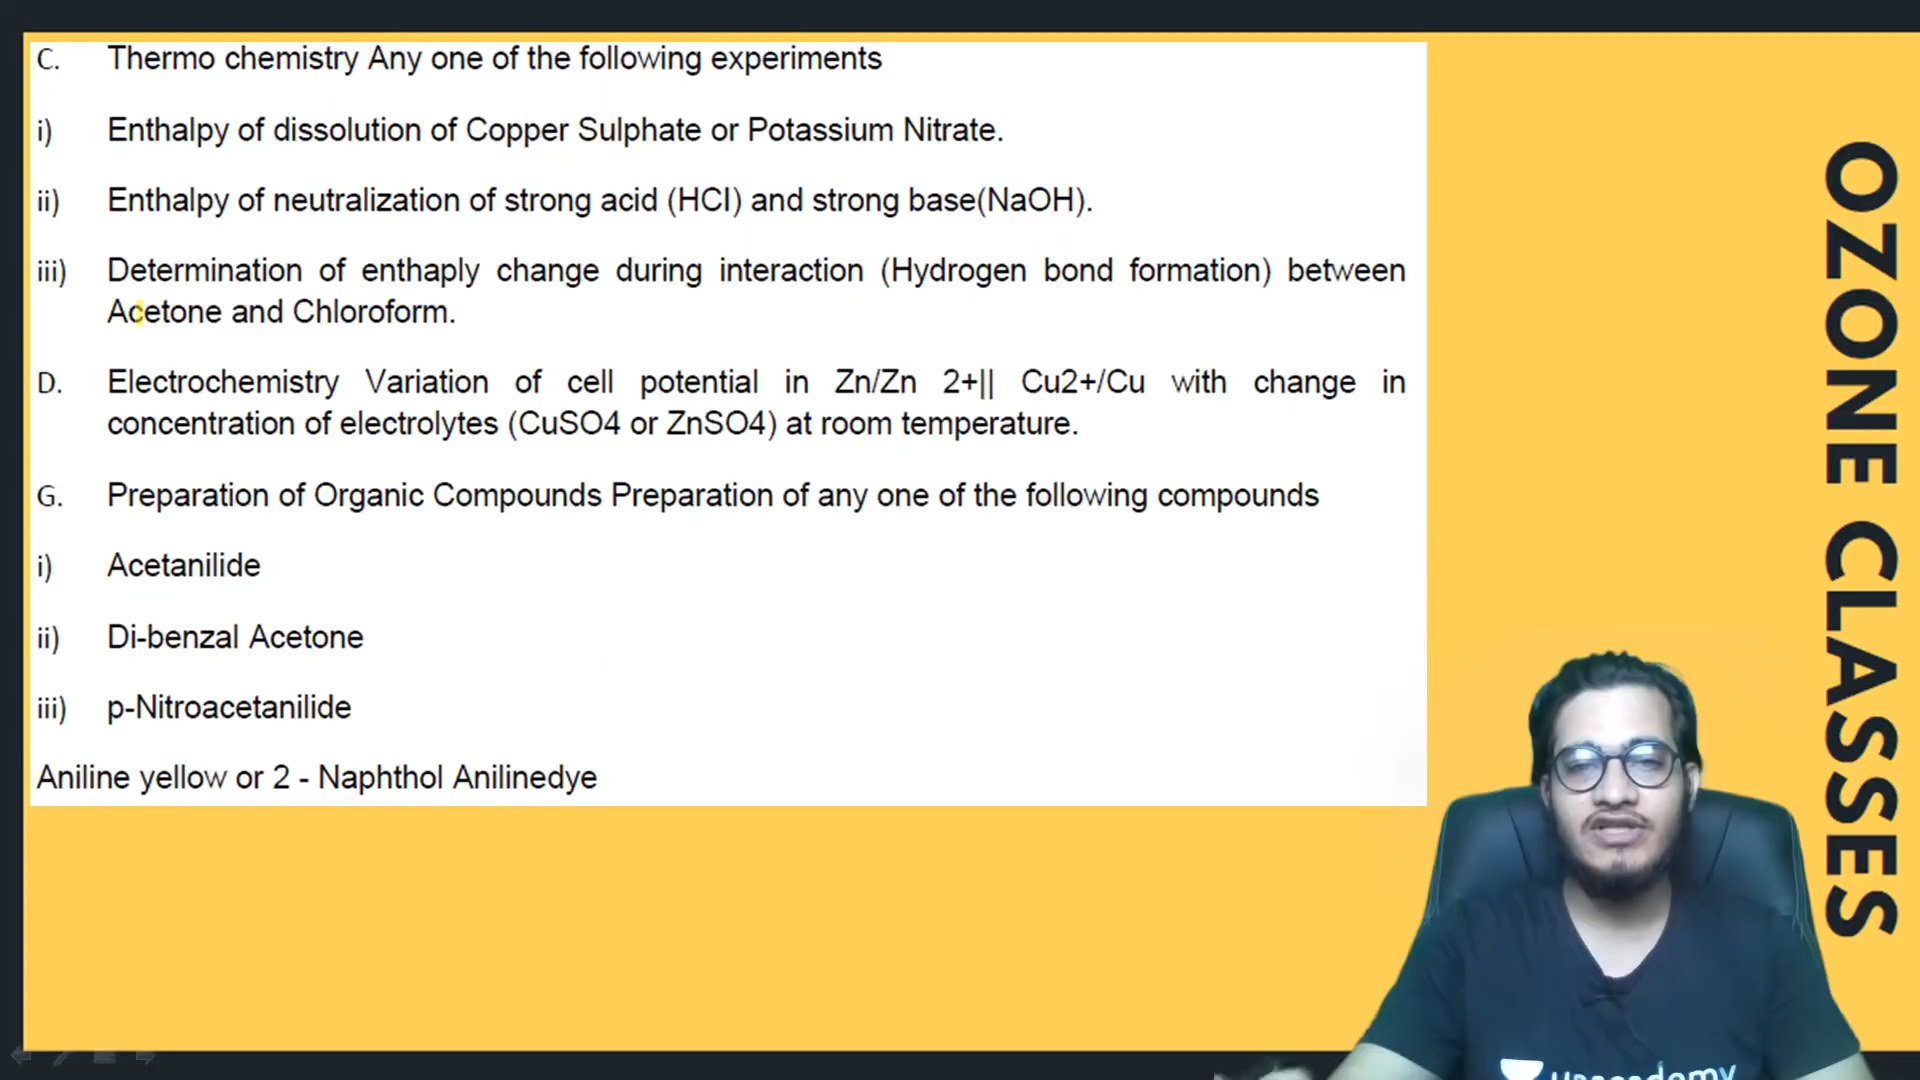 C. Thermo chemistry Any one of the following experiments
i) Enthalpy of dissolution of Copper Sulphate or Potassium Nitrate.
ii) Enthalpy of neutralization of strong acid (HCl) and strong base(NaOH).
iii) Determination of enthaply change during interaction (Hydrogen bond formation) between
Acetone and Chloroform.
D. Electrochemistry Variation of cell potential in Zn/Zn 2+|| Cu2+/Cu with change in
concentration of electrolytes (CuSO4 or ZnSO4) at room temperature.
G. Preparation of Organic Compounds Preparation of any one of the following compounds
i) Acetanilide
ii) Di-benzal Acetone
iii) p-Nitroacetanilide
Aniline yellow or 2 - Naphthol Anilinedye
OZONE CLASSES